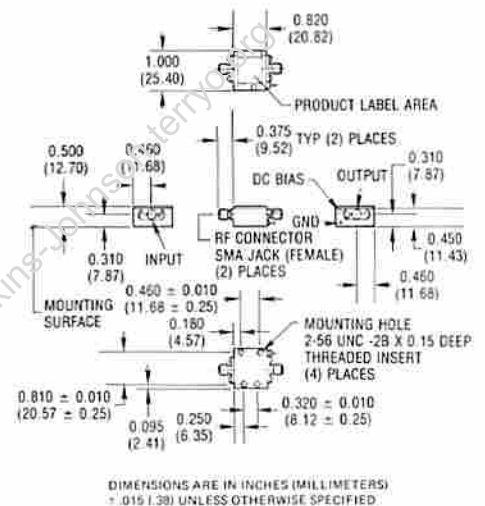 0.820
(20.82)
1.000
(25.40)
PRODUCT LABEL AREA
0.375
(9.52)
TYP (2) PLACES
0.500
(12.70)
0.460
(11.68)
DC BIAS
OUTPUT
0.310
(7.87)
GND
0.310
(7.87)
INPUT
RF CONNECTOR
SMA JACK (FEMALE)
(2) PLACES
0.450
(11.43)
0.460
(11.68)
MOUNTING
SURFACE
0.460 ± 0.010
(11.68 ± 0.25)
0.180
(4.57)
MOUNTING HOLE
2-56 UNC -2B X 0.15 DEEP
THREADED INSERT
(4) PLACES
0.810 ± 0.010
(20.57 ± 0.25)
0.095
(2.41)
0.250
(6.35)
0.320 ± 0.010
(8.12 ± 0.25)
DIMENSIONS ARE IN INCHES (MILLIMETERS)
± .015 (.38) UNLESS OTHERWISE SPECIFIED